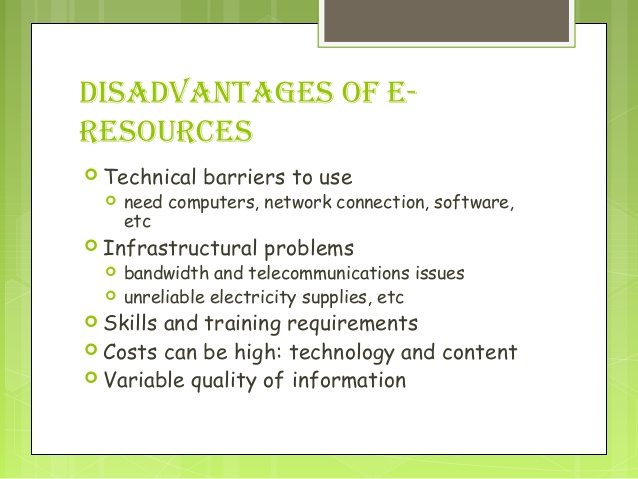 Disadvantages of e-
resources
Technical barriers to use
need computers, network connection, software,
etc
Infrastructural problems
bandwidth and telecommunications issues
unreliable electricity supplies, etc
Skills and training requirements
Costs can be high: technology and content
Variable quality of information